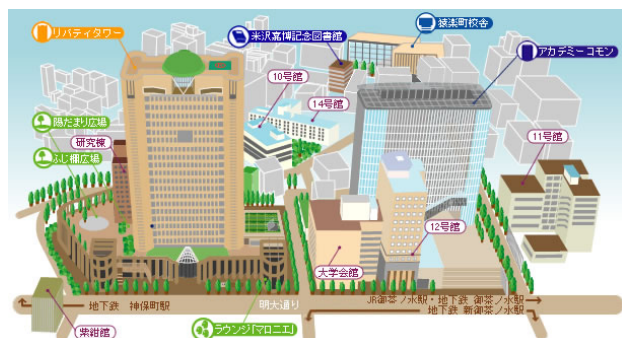 リバティタワー
米沢嘉博記念図書館
猿楽町校舎
アカデミーコモン
10号館
14号館
陽だまり広場
研究棟
ふじ棚広場
11号館
12号館
大学会館
地下鉄 神保町駅
明大通り
JR御茶ノ水駅・地下鉄 御茶ノ水駅
地下鉄 新御茶ノ水駅
紫紺館
ラウンジ「マロニエ」